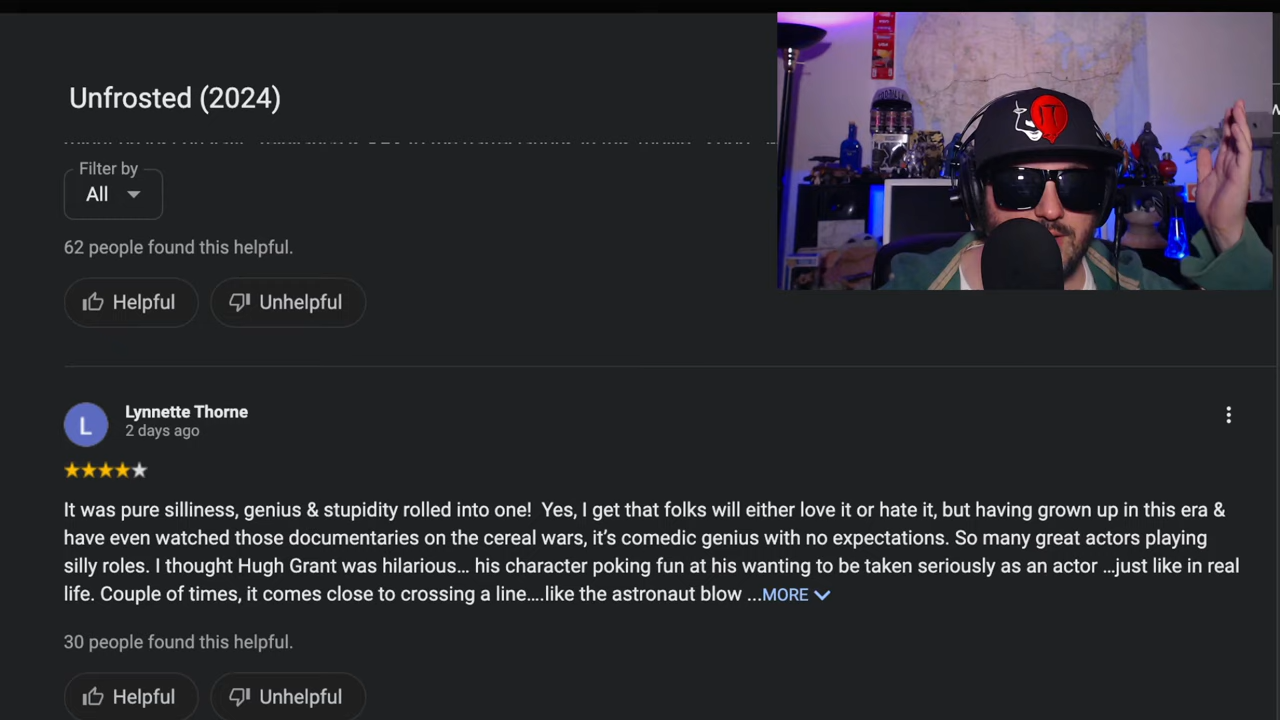 Unfrosted (2024)
Filter by
All
62 people found this helpful.
Helpful
Unhelpful
L
Lynnette Thorne
2 days ago
It was pure silliness, genius & stupidity rolled into one!  Yes, I get that folks will either love it or hate it, but having grown up in this era &
have even watched those documentaries on the cereal wars, it’s comedic genius with no expectations. So many great actors playing
silly roles. I thought Hugh Grant was hilarious… his character poking fun at his wanting to be taken seriously as an actor …just like in real
life. Couple of times, it comes close to crossing a line….like the astronaut blow ...MORE
30 people found this helpful.
Helpful
Unhelpful
IT